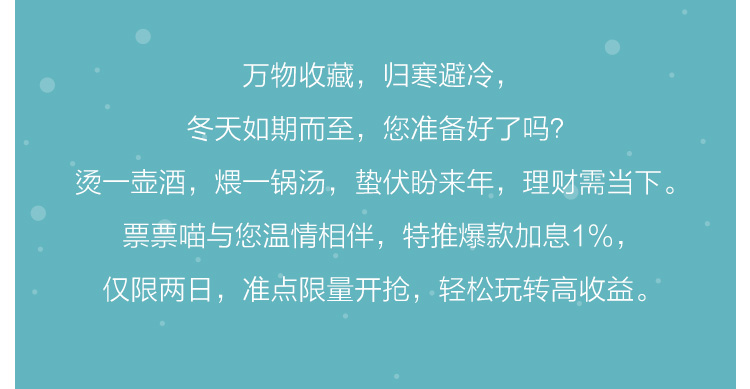 万物收藏，归寒避冷，
冬天如期而至，您准备好了吗？
烫一壶酒，煨一锅汤，蛰伏盼来年，理财需当下。
票票喵与您温情相伴，特推爆款加息1%，
仅限两日，准点限量开抢，轻松玩转高收益。